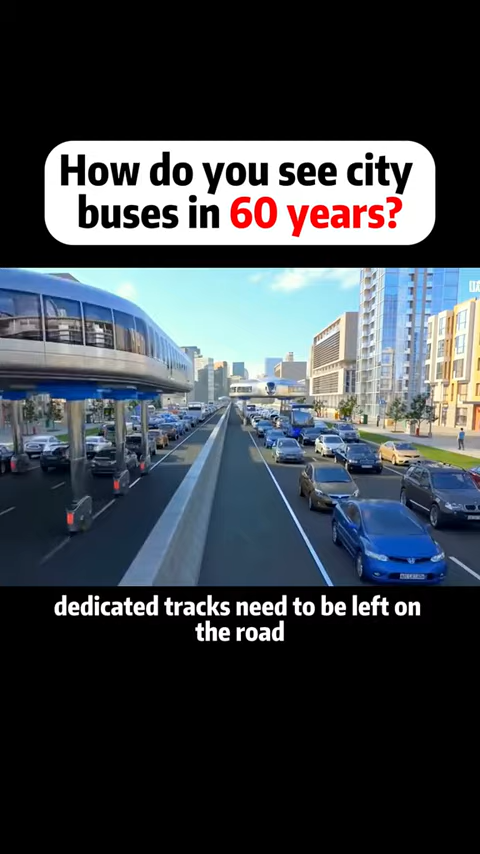 How do you see city
buses in 60 years?
dedicated tracks need to be left on
the road